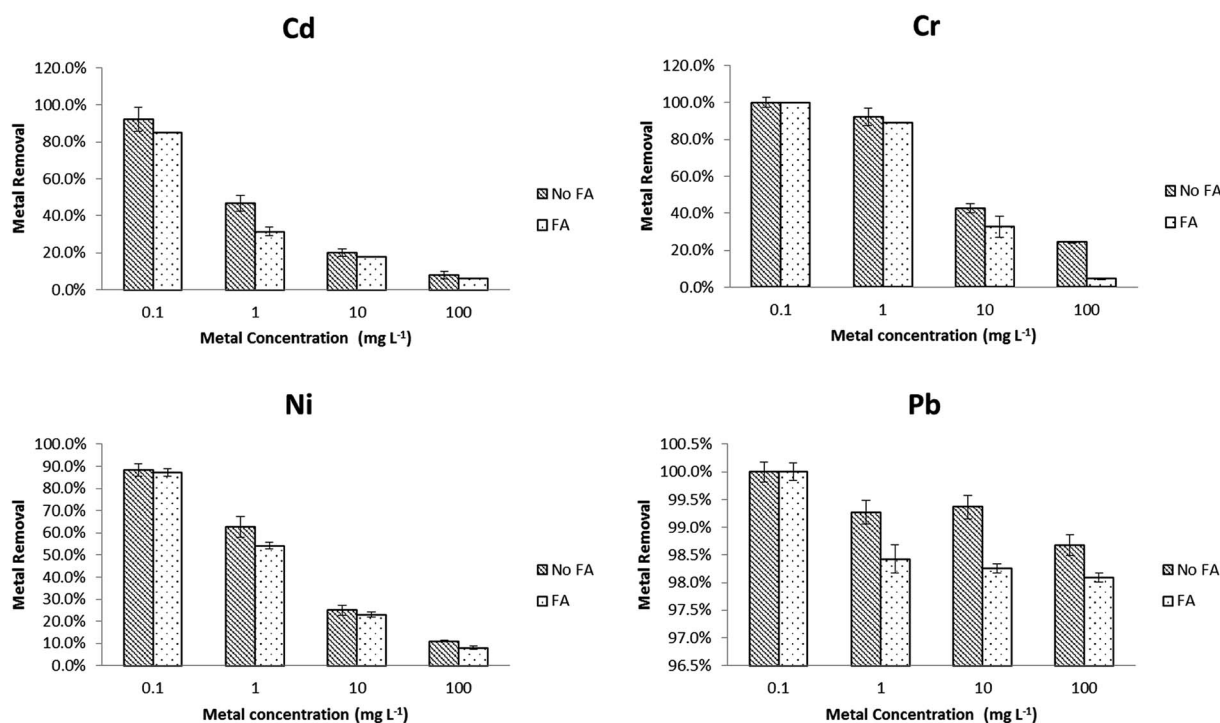 Cd
120.0%
100.0%
80.0%
60.0%
40.0%
20.0%
0.0%
Metal Removal
0.1 1 10 100
Metal Concentration (mg L⁻¹)
No FA
FA
Cr
120.0%
100.0%
80.0%
60.0%
40.0%
20.0%
0.0%
Metal Removal
0.1 1 10 100
Metal concentration (mg L⁻¹)
No FA
FA
Ni
100.0%
90.0%
80.0%
70.0%
60.0%
50.0%
40.0%
30.0%
20.0%
10.0%
0.0%
Metal Removal
0.1 1 10 100
Metal concentration (mg L⁻¹)
No FA
FA
Pb
100.5%
100.0%
99.5%
99.0%
98.5%
98.0%
97.5%
97.0%
96.5%
Metal Removal
0.1 1 10 100
Metal concentration (mg L⁻¹)
No FA
FA